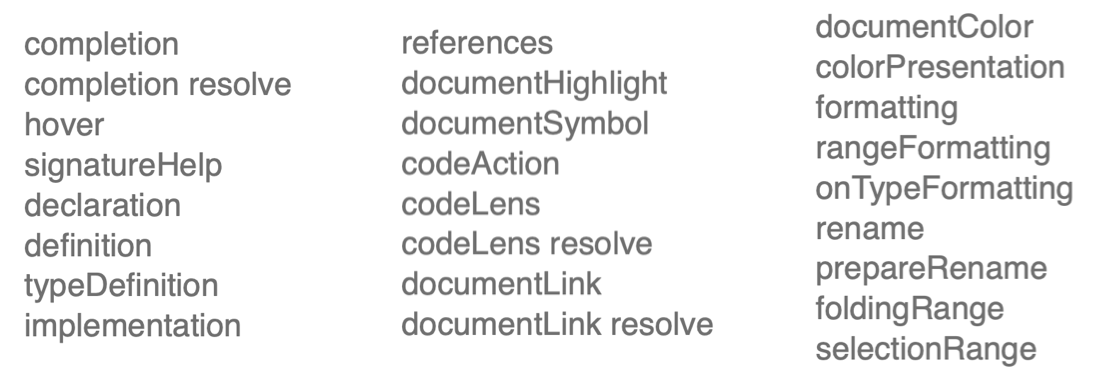 completion
completion resolve
hover
signatureHelp
declaration
definition
typeDefinition
implementation
references
documentHighlight
documentSymbol
codeAction
codeLens
codeLens resolve
documentLink
documentLink resolve
documentColor
colorPresentation
formatting
rangeFormatting
onTypeFormatting
rename
prepareRename
foldingRange
selectionRange